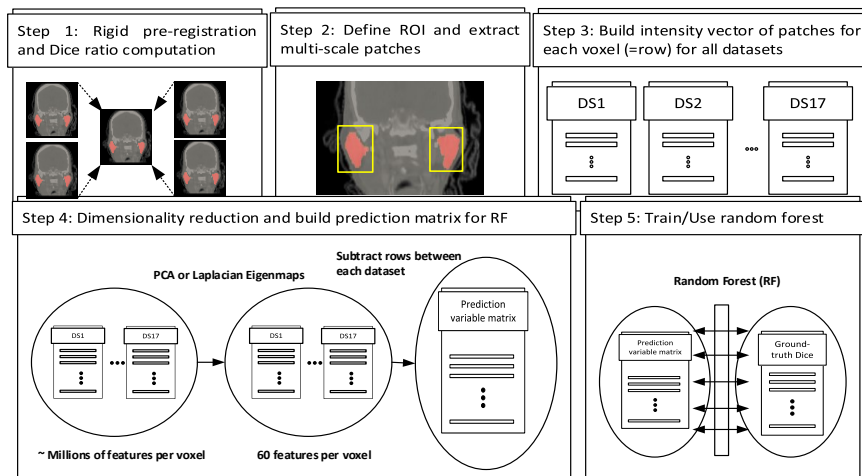 Step 1: Rigid pre-registration
and Dice ratio computation
Step 2: Define ROI and extract
multi-scale patches
Step 3: Build intensity vector of patches for
each voxel (=row) for all datasets
DS1
DS2
DS17
Step 4: Dimensionality reduction and build prediction matrix for RF
PCA or Laplacian Eigenmaps
Subtract rows between
each dataset
DS1
DS17
DS1
DS17
Prediction
variable matrix
~ Millions of features per voxel
60 features per voxel
Step 5: Train/Use random forest
Random Forest (RF)
Prediction
variable matrix
Ground-
truth Dice